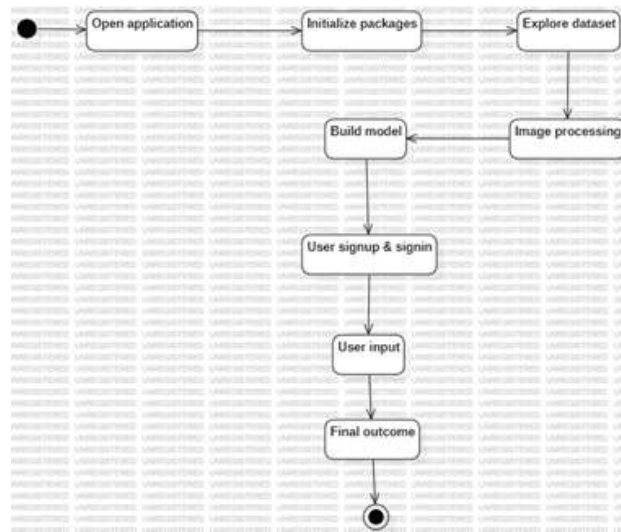 Open application
Initialize packages
Explore dataset
Build model
Image processing
User signup & signin
User input
Final outcome